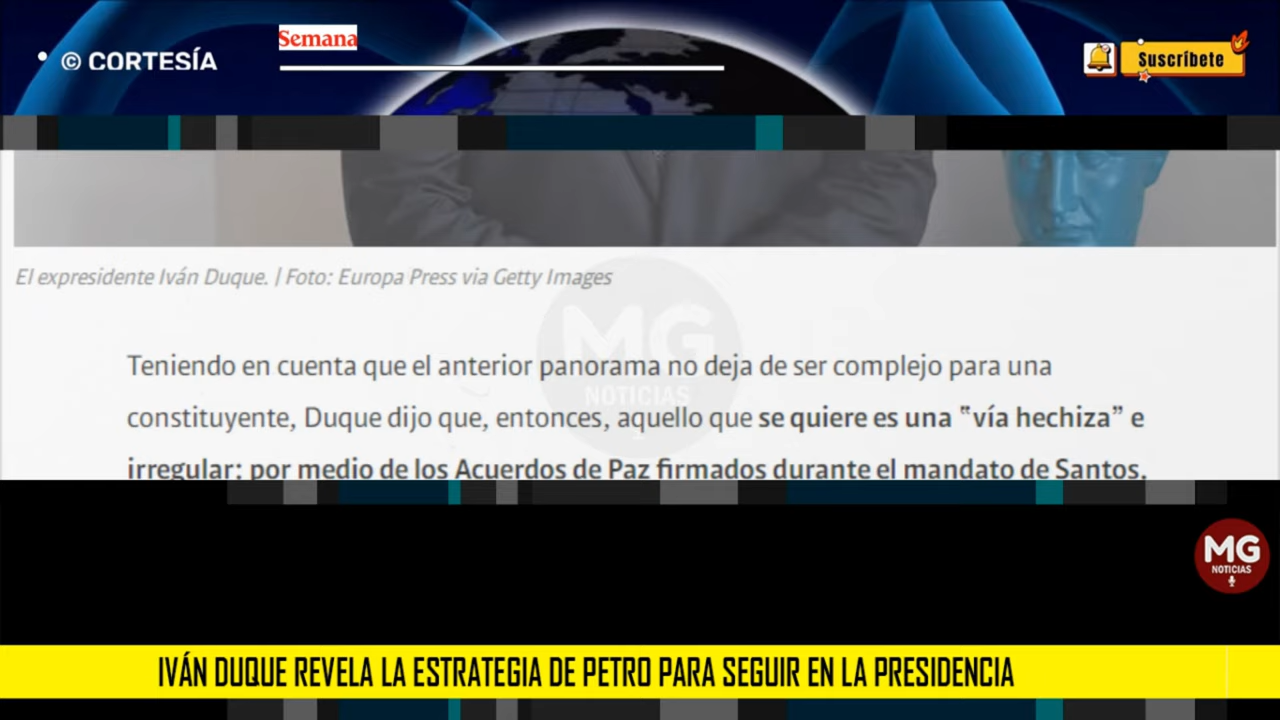 © CORTESÍA
Semana
Suscríbete
El expresidente Iván Duque. | Foto: Europa Press via Getty Images
Teniendo en cuenta que el anterior panorama no deja de ser complejo para una
constituyente, Duque dijo que, entonces, aquello que se quiere es una “vía hechiza” e
irregular: por medio de los Acuerdos de Paz firmados durante el mandato de Santos.
MG
NOTICIAS
MG
NOTICIAS
IVÁN DUQUE REVELA LA ESTRATEGIA DE PETRO PARA SEGUIR EN LA PRESIDENCIA